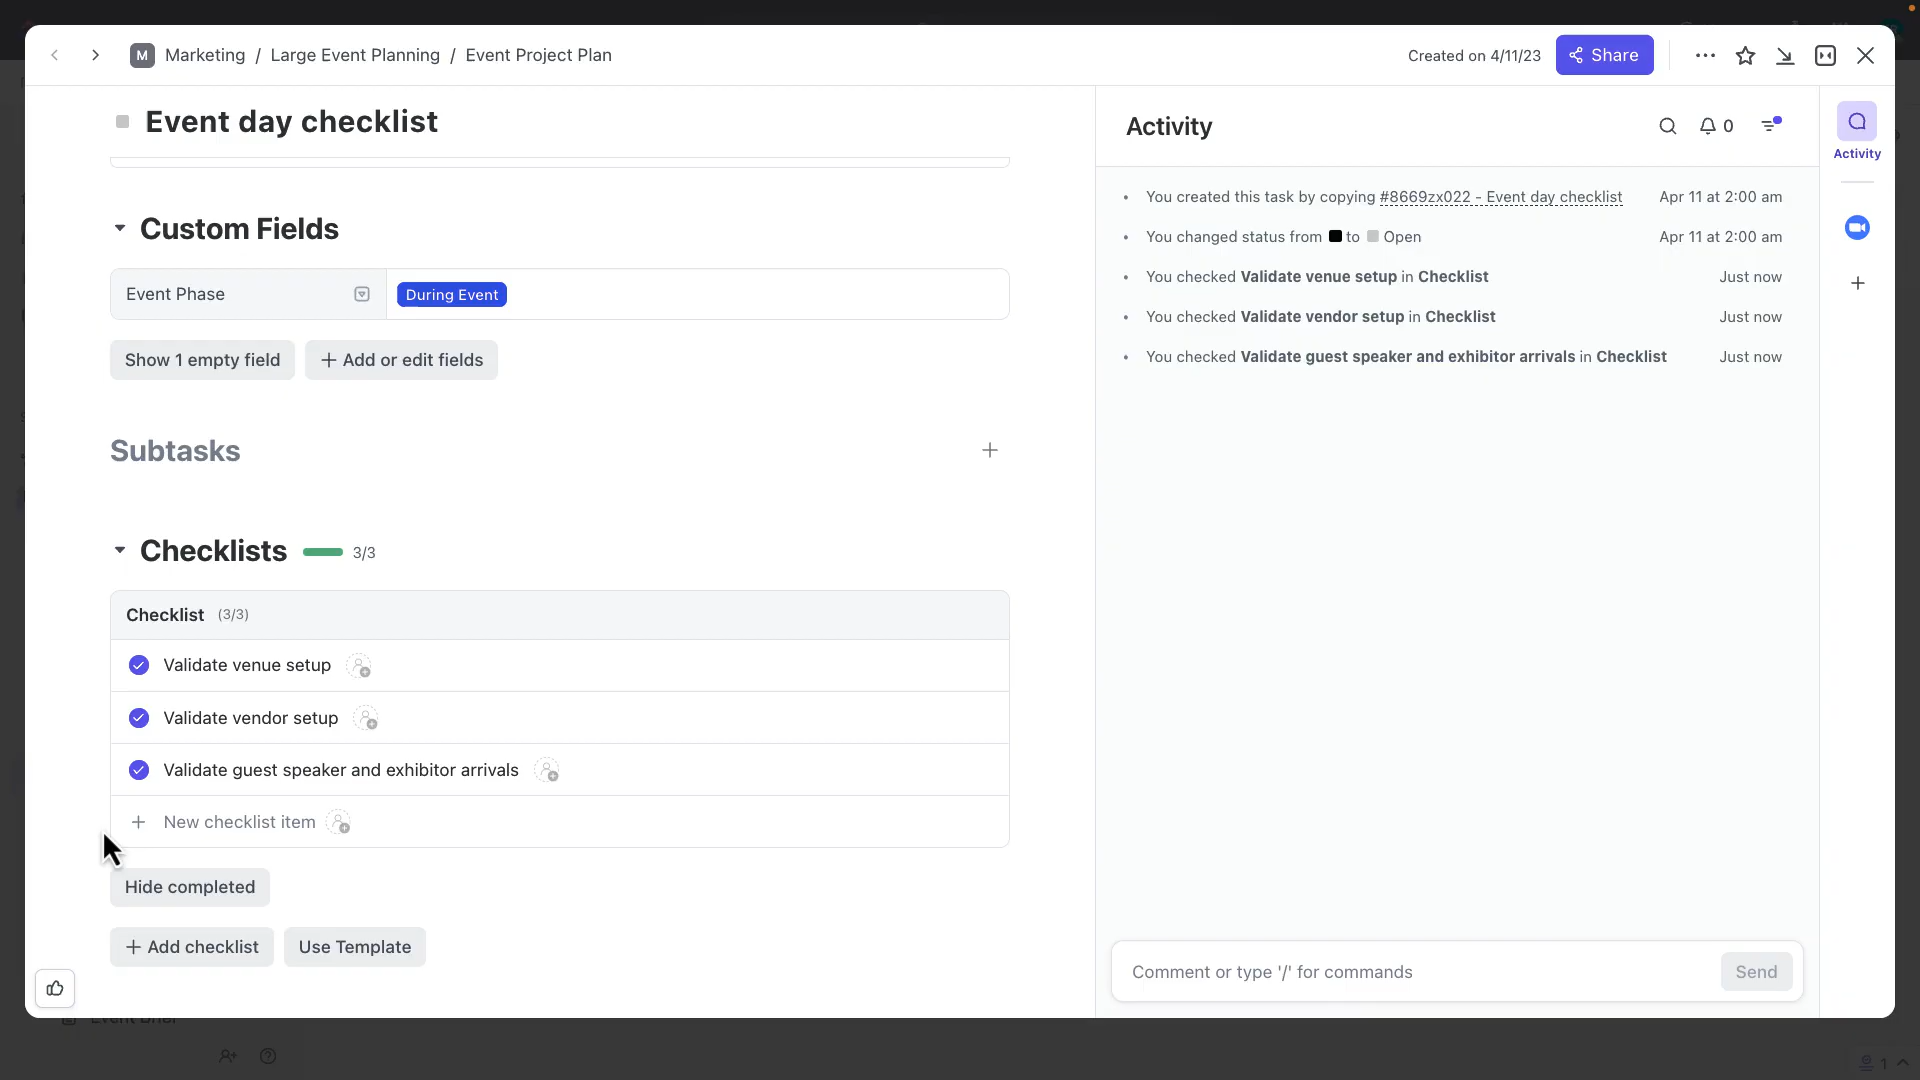 M Marketing / Large Event Planning / Event Project Plan
Created on 4/11/23
Share
Event day checklist
Custom Fields
Event Phase
During Event
Show 1 empty field
+ Add or edit fields
Subtasks
Checklists 3/3
Checklist (3/3)
Validate venue setup
Validate vendor setup
Validate guest speaker and exhibitor arrivals
+ New checklist item
Hide completed
+ Add checklist
Use Template
Activity
0
• You created this task by copying #8669zx022 - Event day checklist Apr 11 at 2:00 am
• You changed status from to Open Apr 11 at 2:00 am
• You checked Validate venue setup in Checklist Just now
• You checked Validate vendor setup in Checklist Just now
• You checked Validate guest speaker and exhibitor arrivals in Checklist Just now
Comment or type '/' for commands
Send
Activity
Event Brief
1